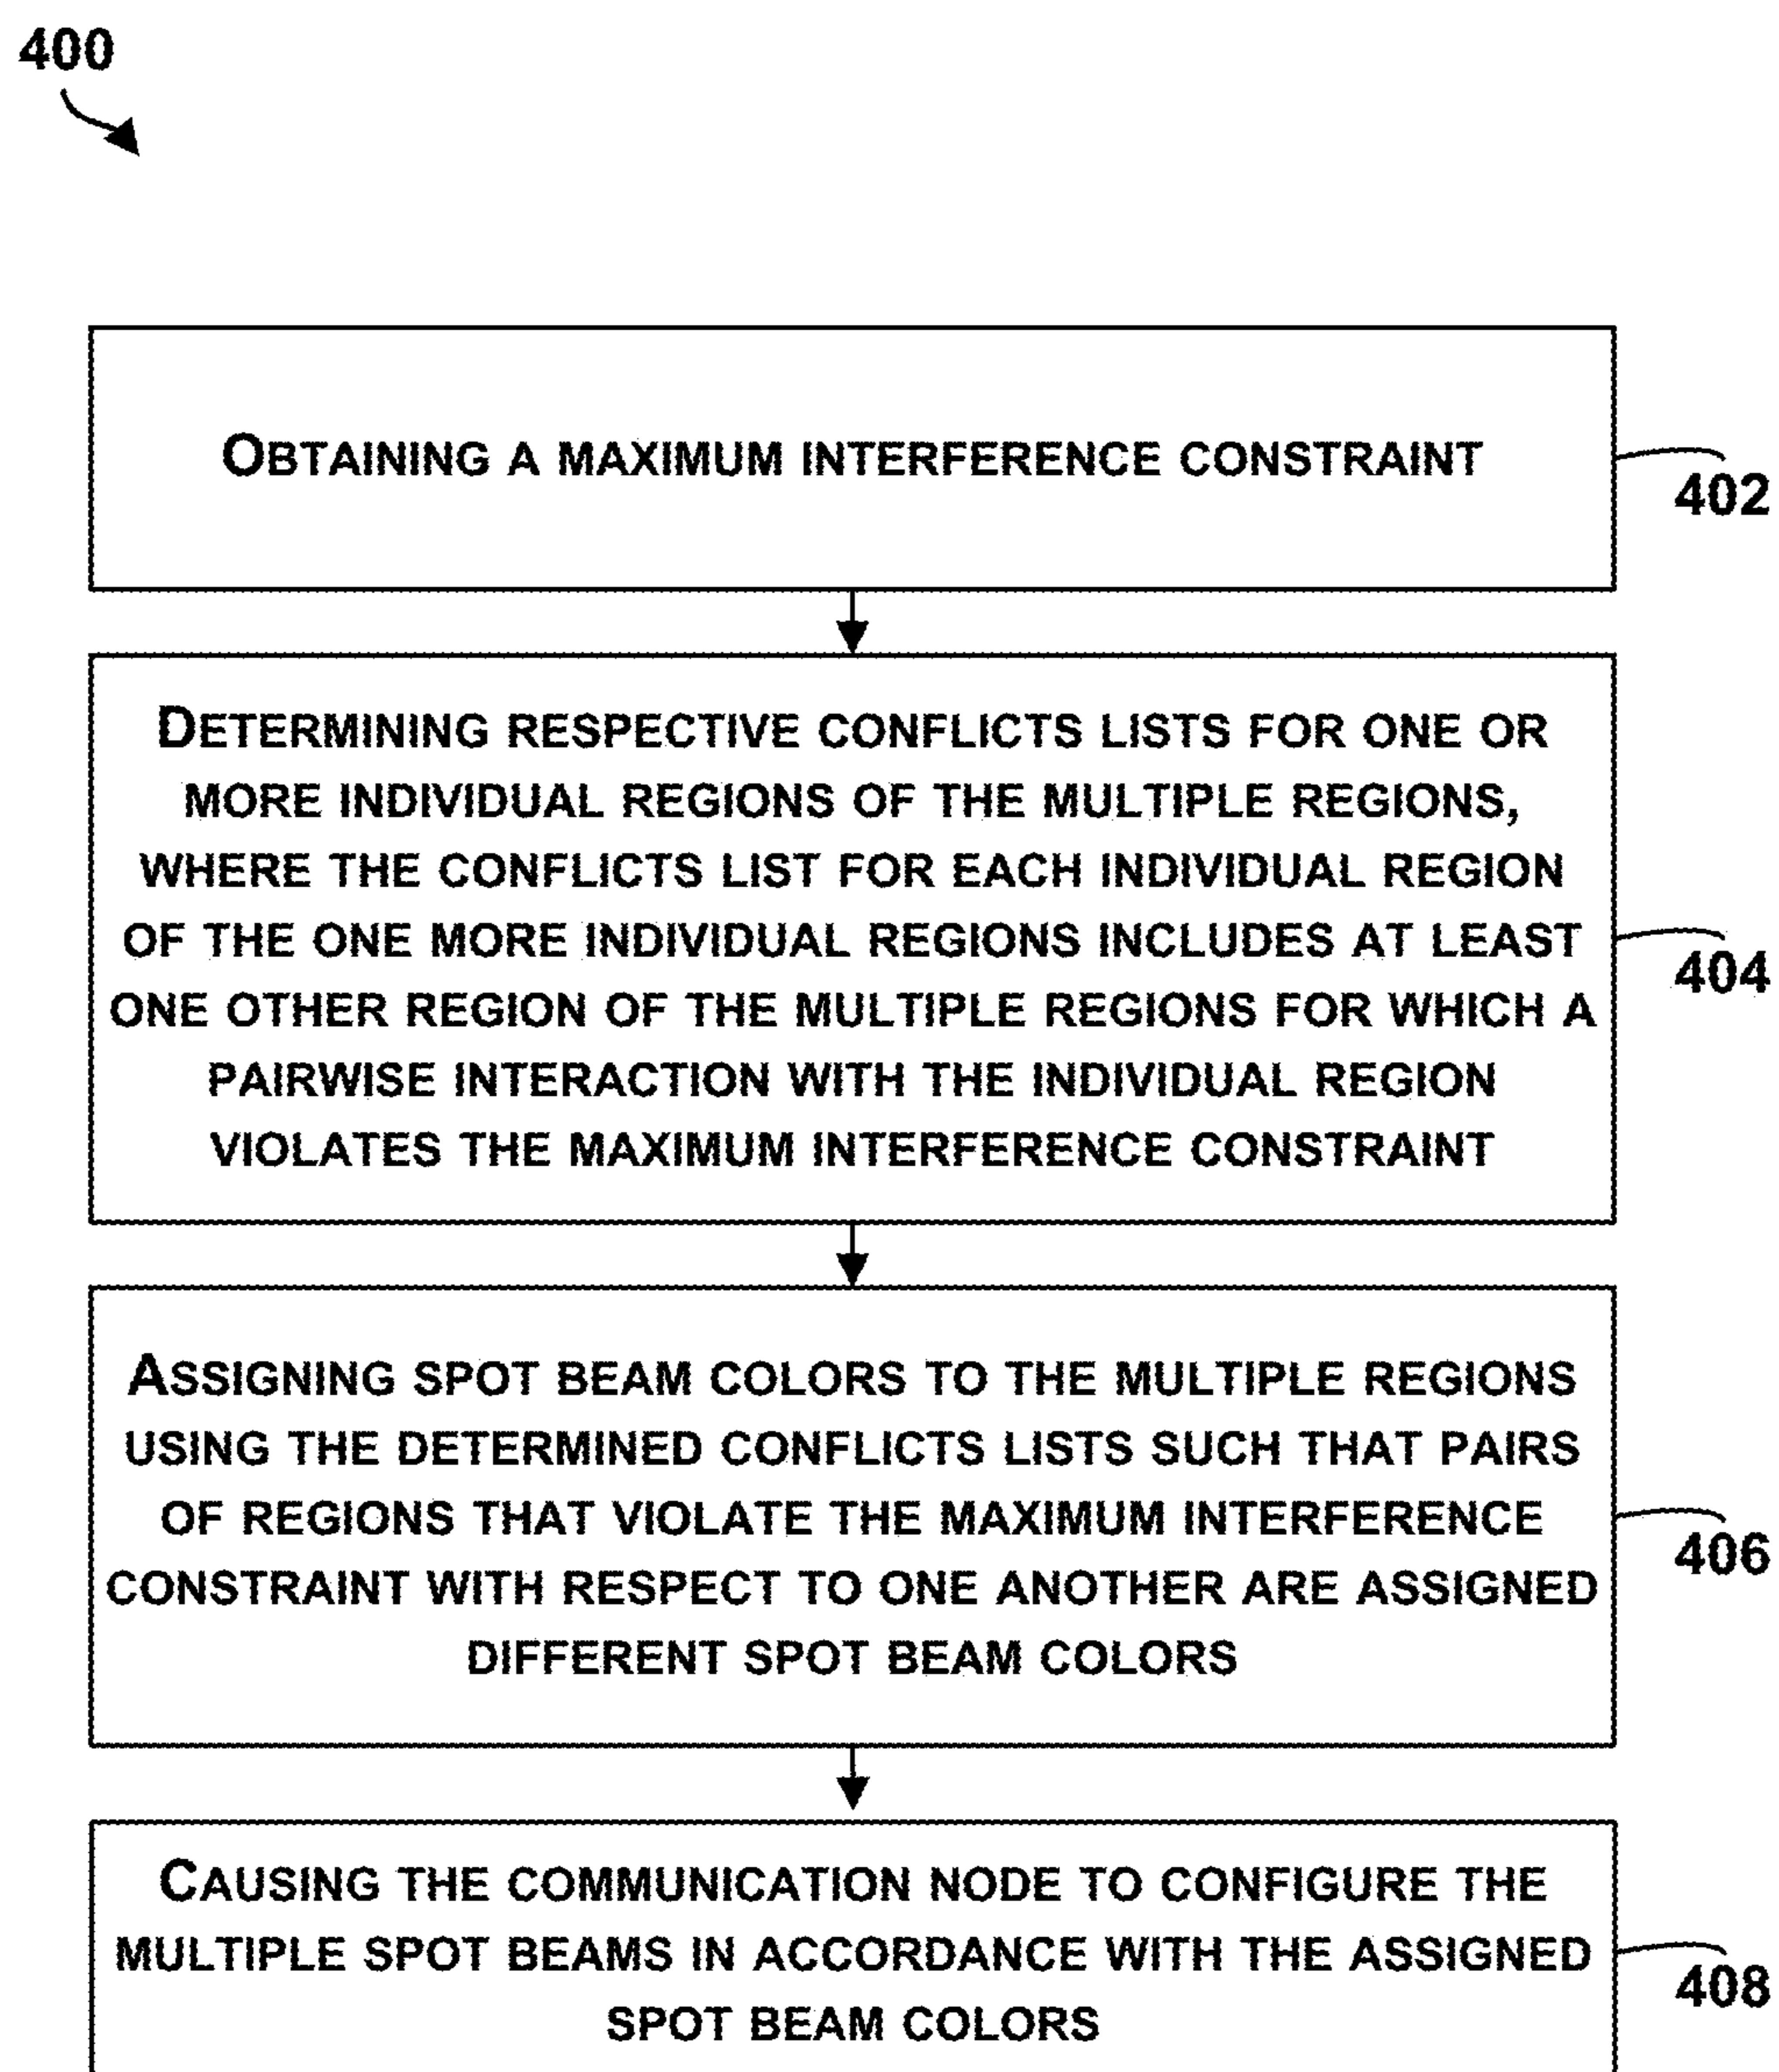 400
OBTAINING A MAXIMUM INTERFERENCE CONSTRAINT
402
DETERMINING RESPECTIVE CONFLICTS LISTS FOR ONE OR
MORE INDIVIDUAL REGIONS OF THE MULTIPLE REGIONS,
WHERE THE CONFLICTS LIST FOR EACH INDIVIDUAL REGION
OF THE ONE MORE INDIVIDUAL REGIONS INCLUDES AT LEAST
ONE OTHER REGION OF THE MULTIPLE REGIONS FOR WHICH A
PAIRWISE INTERACTION WITH THE INDIVIDUAL REGION
VIOLATES THE MAXIMUM INTERFERENCE CONSTRAINT
404
ASSIGNING SPOT BEAM COLORS TO THE MULTIPLE REGIONS
USING THE DETERMINED CONFLICTS LISTS SUCH THAT PAIRS
OF REGIONS THAT VIOLATE THE MAXIMUM INTERFERENCE
CONSTRAINT WITH RESPECT TO ONE ANOTHER ARE ASSIGNED
DIFFERENT SPOT BEAM COLORS
406
CAUSING THE COMMUNICATION NODE TO CONFIGURE THE
MULTIPLE SPOT BEAMS IN ACCORDANCE WITH THE ASSIGNED
SPOT BEAM COLORS
408